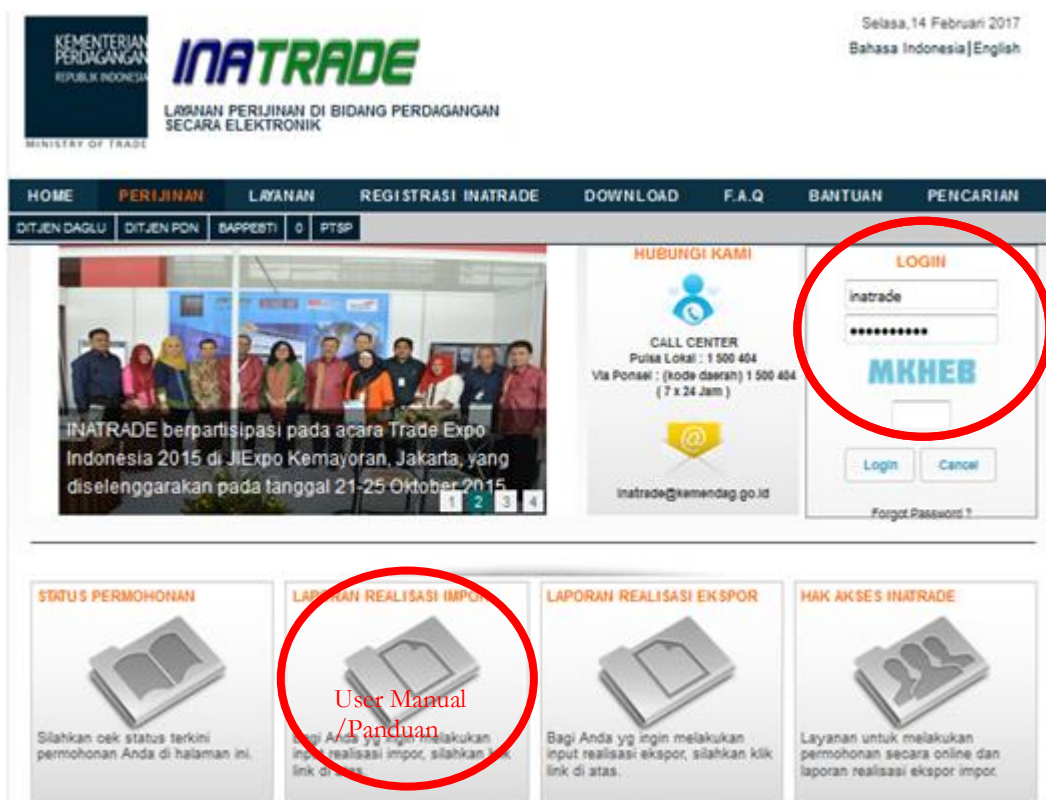 KEMENTERIAN
PERDAGANGAN
REPUBLIK INDONESIA
MINISTRY OF TRADE
INATRADE
LAYANAN PERIJINAN DI BIDANG PERDAGANGAN
SECARA ELEKTRONIK
Selasa,14 Februari 2017
Bahasa Indonesia|English
HOME PERIJINAN LAYANAN REGISTRASI INATRADE DOWNLOAD F.A.Q BANTUAN PENCARIAN
DITJEN DAGLU DITJEN PDN BAPPEBTI 0 PTSP
INATRADE berpartisipasi pada acara Trade Expo
Indonesia 2015 di JIExpo Kemayoran, Jakarta, yang
diselenggarakan pada tanggal 21-25 Oktober 2015
1 2 3 4
HUBUNGI KAMI
CALL CENTER
Pulsa Lokal : 1 500 404
Via Ponsel : (kode daerah) 1 500 404
( 7 x 24 Jam )
@
inatrade@kemendag.go.id
LOGIN
inatrade
••••••••••
MKHEB
Login Cancel
Forgot Password ?
STATUS PERMOHONAN
Silahkan cek status terkini
permohonan Anda di halaman ini.
LAPORAN REALISASI IMPOR
User Manual
/Panduan
Bagi Anda yg ingin melakukan
input realisasi impor, silahkan klik
link di atas.
LAPORAN REALISASI EKSPOR
Bagi Anda yg ingin melakukan
input realisasi ekspor, silahkan klik
link di atas.
HAK AKSES INATRADE
Layanan untuk melakukan
permohonan secara online dan
laporan realisasi ekspor impor.